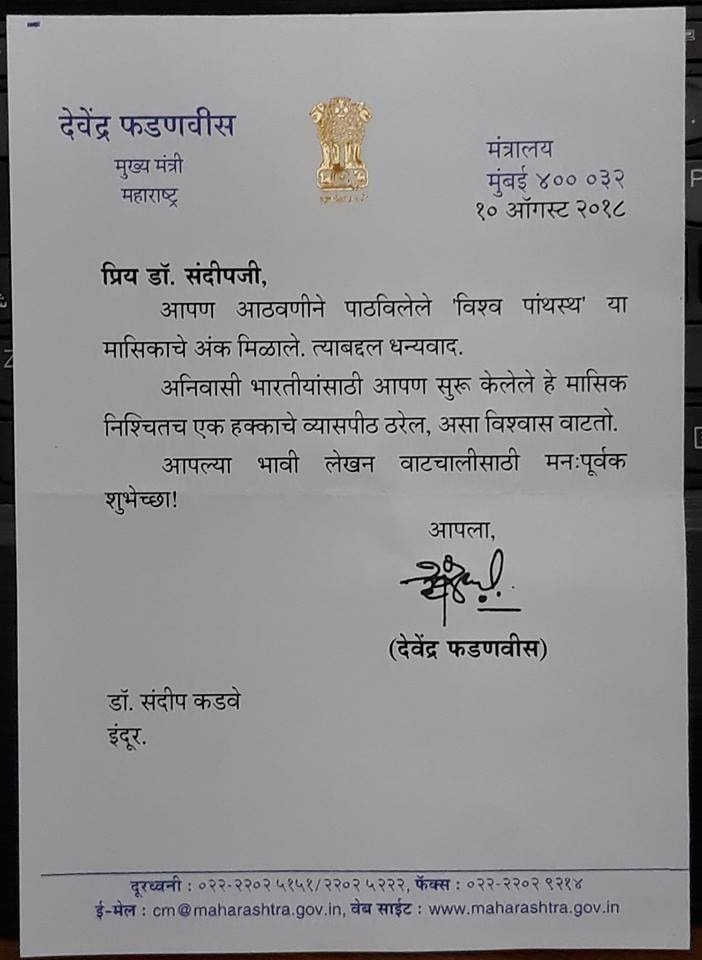 देवेंद्र फडणवीस
मुख्य मंत्री
महाराष्ट्र
मंत्रालय
मुंबई ४०० ०३२
१० ऑगस्ट २०१८
प्रिय डॉ. संदीपजी,
आपण आठवणीने पाठविलेले 'विश्व पांथस्थ' या
मासिकाचे अंक मिळाले. त्याबद्दल धन्यवाद.
अनिवासी भारतीयांसाठी आपण सुरू केलेले हे मासिक
निश्चितच एक हक्काचे व्यासपीठ ठरेल, असा विश्वास वाटतो.
आपल्या भावी लेखन वाटचालीसाठी मनःपूर्वक
शुभेच्छा!
आपला,
(देवेंद्र फडणवीस)
डॉ. संदीप कडवे
इंदूर.
दूरध्वनी : ०२२-२२०२ ५१५१/२२०२ ५२२२, फॅक्स : ०२२-२२०२ ९२१४
ई-मेल : cm@maharashtra.gov.in, वेब साईट : www.maharashtra.gov.in